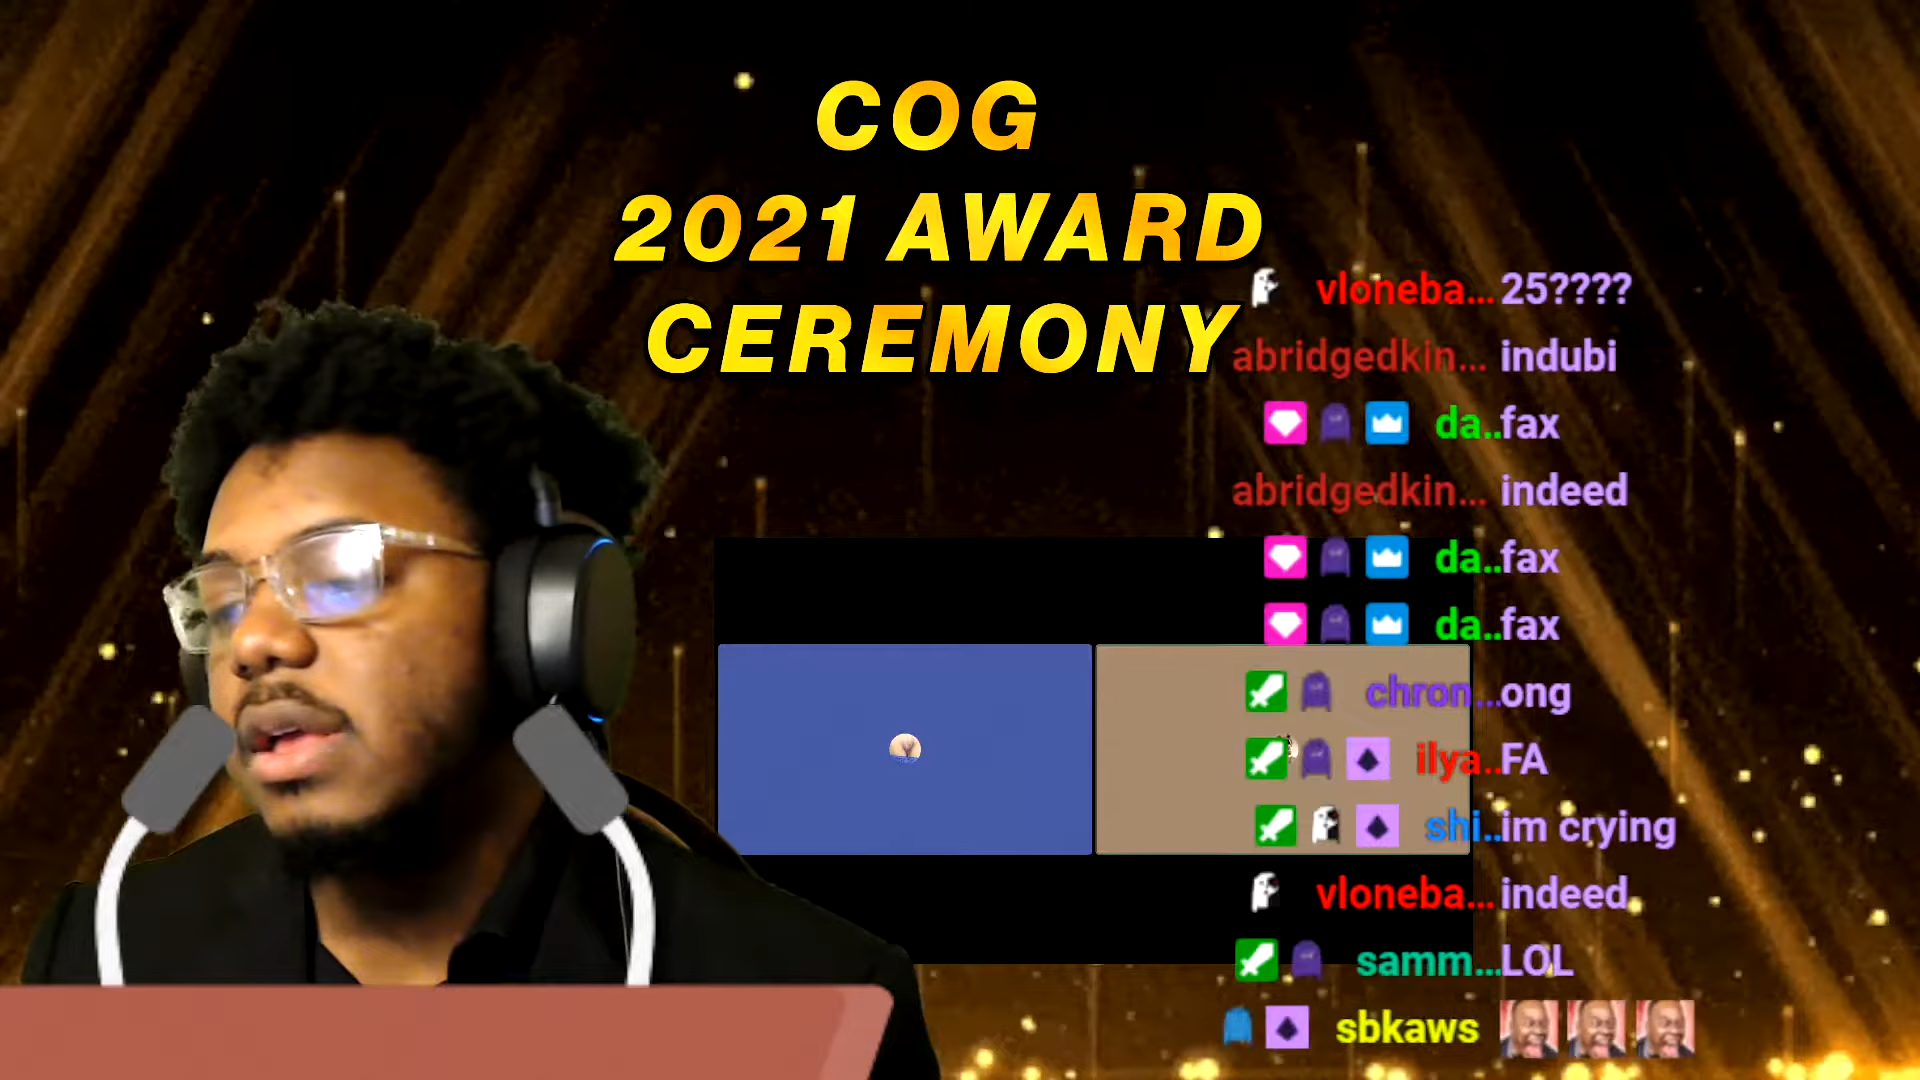 COG
2021 AWARD
CEREMONY
vloneba... 25????
abridgedkin... indubi
da..fax
abridgedkin... indeed
da..fax
da..fax
chron...ong
ilya..FA
shi..im crying
vloneba... indeed
samm...LOL
sbkaws